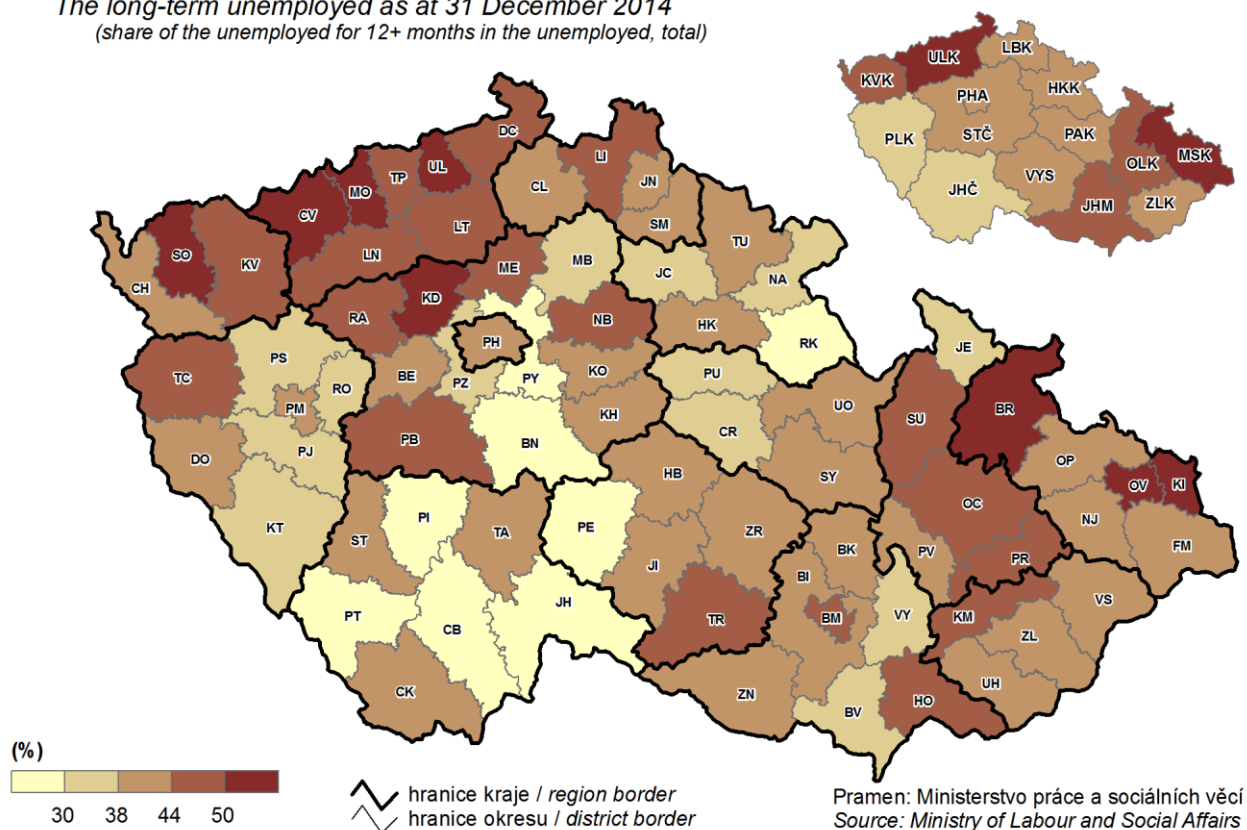 The long-term unemployed as at 31 December 2014
(share of the unemployed for 12+ months in the unemployed, total)
ULK
LBK
KVK
HKK
PHA
PLK
STČ
PAK
OLK
MSK
VYS
JHČ
JHM
ZLK
DC
UL
LI
TP
MO
CL
JN
CV
LT
SM
TU
SO
KV
LN
ME
MB
JC
NA
CH
KD
RA
NB
HK
RK
PH
JE
PS
TC
RO
BE
PZ
PY
KO
PU
PM
KH
UO
SU
BR
PB
BN
CR
DO
PJ
OP
HB
SY
OV
KI
KT
PI
TA
PE
ZR
OC
NJ
ST
BK
PV
PR
FM
JI
BI
PT
CB
JH
TR
BM
VY
KM
VS
ZL
CK
ZN
BV
HO
UH
(%)
30 38 44 50
hranice kraje / region border
hranice okresu / district border
Pramen: Ministerstvo práce a sociálních věcí
Source: Ministry of Labour and Social Affairs